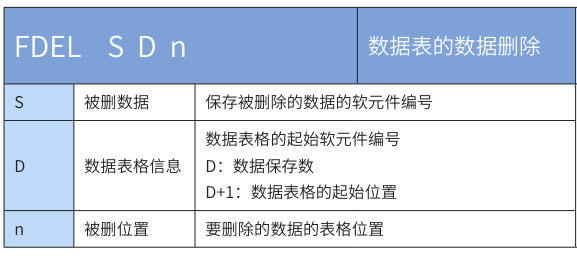 FDEL S D n 数据表的数据删除
S 被删数据 保存被删除的数据的软元件编号
D 数据表格信息 数据表格的起始软元件编号
D：数据保存数
D+1：数据表格的起始位置
n 被删位置 要删除的数据的表格位置